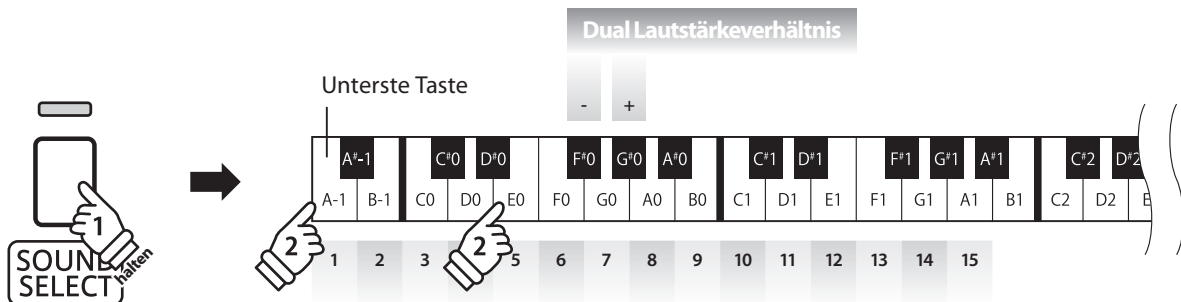 Dual Lautstärkeverhältnis
Unterste Taste
- +
A#-1 C#0 D#0 F#0 G#0 A#0 C#1 D#1 F#1 G#1 A#1 C#2 D#2
A-1 B-1 C0 D0 E0 F0 G0 A0 B0 C1 D1 E1 F1 G1 A1 B1 C2 D2 E
1 2 3 5 6 7 8 9 10 11 12 13 14 15
1
2
2
halten
SOUND
SELECT